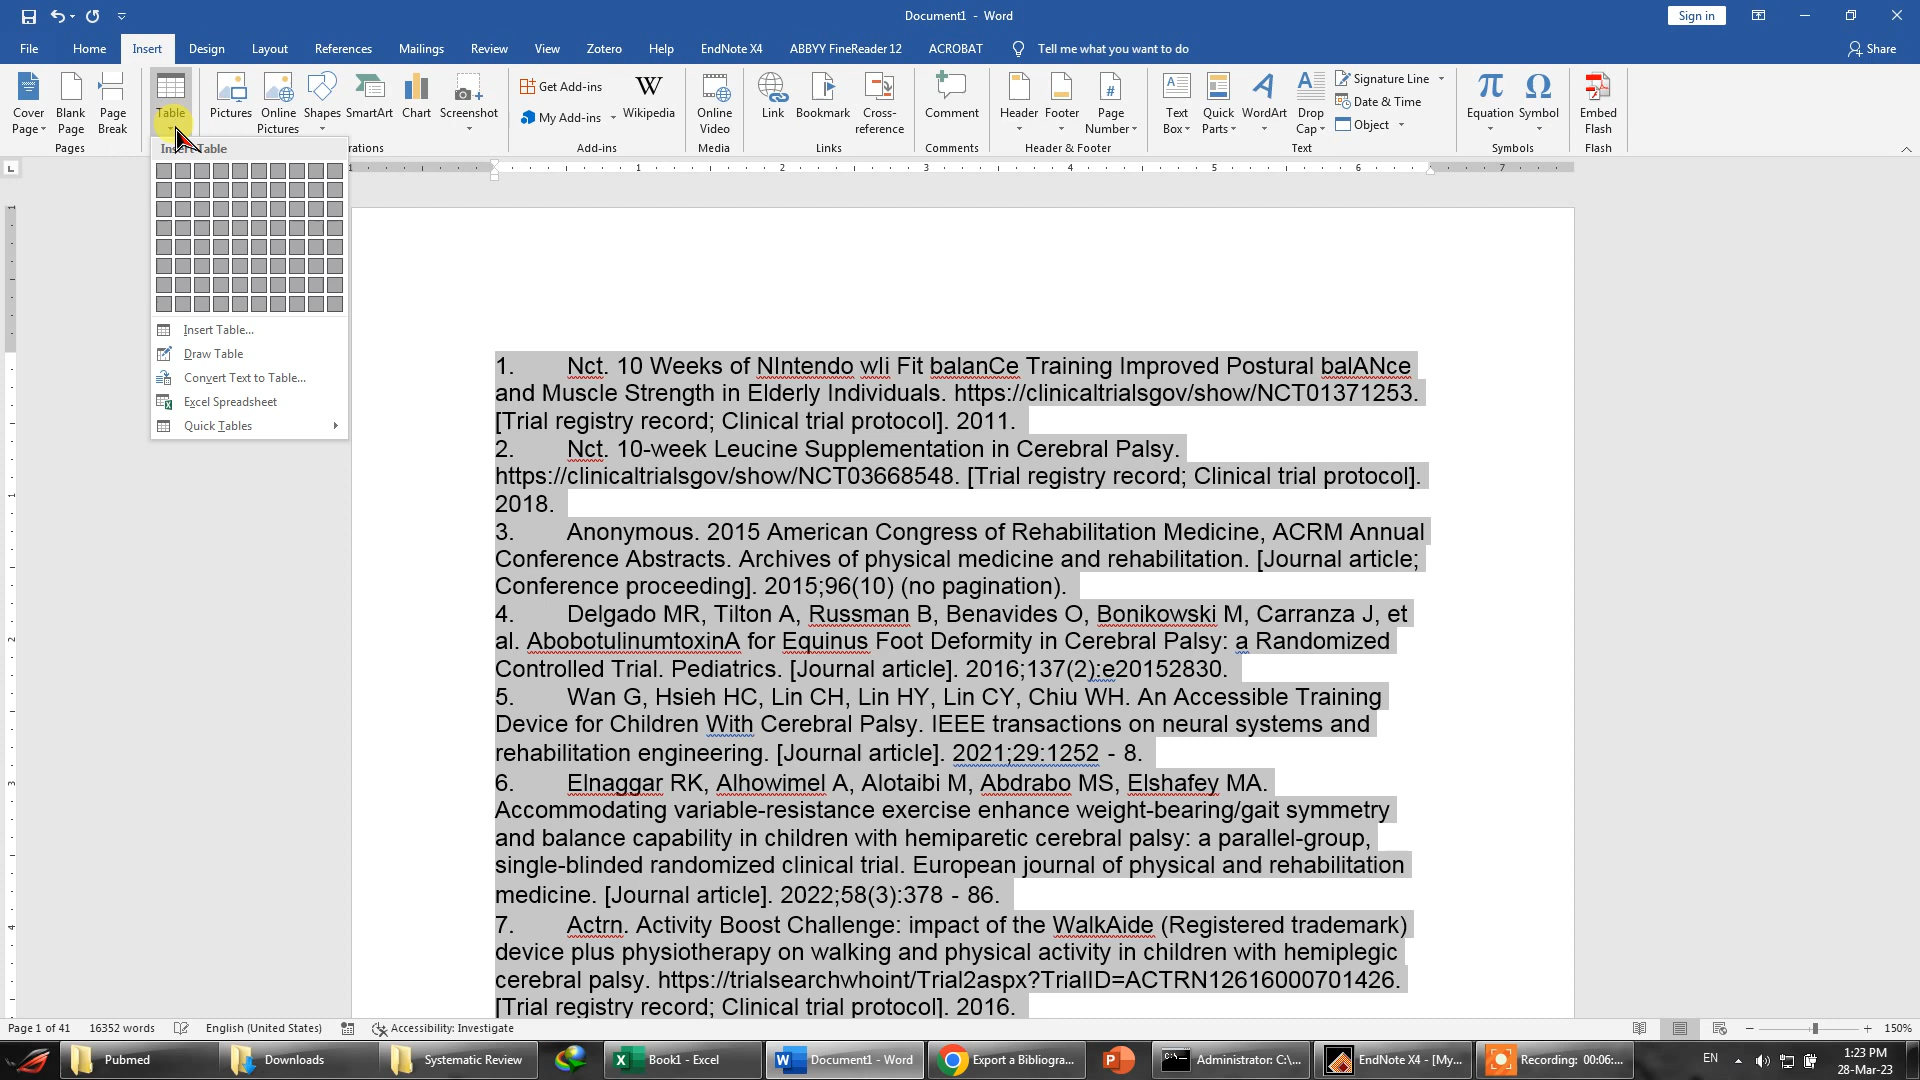 Document1 - Word
Sign in
File Home Insert Design Layout References Mailings Review View Zotero Help EndNote X4 ABBYY FineReader 12 ACROBAT Tell me what you want to do Share
Cover Page
Blank Page
Page Break
Pages
Table
Pictures
Online Pictures
Shapes
SmartArt
Chart
Screenshot
rations
Get Add-ins
My Add-ins
Wikipedia
Add-ins
Online Video
Media
Link
Bookmark
Cross-reference
Links
Comment
Comments
Header
Footer
Page Number
Header & Footer
Text Box
Quick Parts
WordArt
Drop Cap
Signature Line
Date & Time
Object
Text
Equation
Symbol
Symbols
Embed Flash
Flash
Insert Table
Insert Table...
Draw Table
Convert Text to Table...
Excel Spreadsheet
Quick Tables
1 1 2 3 4 5 6 7
1. Nct. 10 Weeks of NIntendo wIi Fit balanCe Training Improved Postural balANce
and Muscle Strength in Elderly Individuals. https://clinicaltrialsgov/show/NCT01371253.
[Trial registry record; Clinical trial protocol]. 2011.
2. Nct. 10-week Leucine Supplementation in Cerebral Palsy.
https://clinicaltrialsgov/show/NCT03668548. [Trial registry record; Clinical trial protocol].
2018.
3. Anonymous. 2015 American Congress of Rehabilitation Medicine, ACRM Annual
Conference Abstracts. Archives of physical medicine and rehabilitation. [Journal article;
Conference proceeding]. 2015;96(10) (no pagination).
4. Delgado MR, Tilton A, Russman B, Benavides O, Bonikowski M, Carranza J, et
al. AbobotulinumtoxinA for Equinus Foot Deformity in Cerebral Palsy: a Randomized
Controlled Trial. Pediatrics. [Journal article]. 2016;137(2):e20152830.
5. Wan G, Hsieh HC, Lin CH, Lin HY, Lin CY, Chiu WH. An Accessible Training
Device for Children With Cerebral Palsy. IEEE transactions on neural systems and
rehabilitation engineering. [Journal article]. 2021;29:1252 - 8.
6. Elnaggar RK, Alhowimel A, Alotaibi M, Abdrabo MS, Elshafey MA.
Accommodating variable-resistance exercise enhance weight-bearing/gait symmetry
and balance capability in children with hemiparetic cerebral palsy: a parallel-group,
single-blinded randomized clinical trial. European journal of physical and rehabilitation
medicine. [Journal article]. 2022;58(3):378 - 86.
7. Actrn. Activity Boost Challenge: impact of the WalkAide (Registered trademark)
device plus physiotherapy on walking and physical activity in children with hemiplegic
cerebral palsy. https://trialsearchwhoint/Trial2aspx?TrialID=ACTRN12616000701426.
[Trial registry record; Clinical trial protocol]. 2016.
Page 1 of 41 16352 words English (United States) Accessibility: Investigate 150%
Pubmed Downloads Systematic Review Book1 - Excel Document1 - Word Export a Bibliogra... Administrator: C:\... EndNote X4 - [My... Recording: 00:06:... EN 1:23 PM
28-Mar-23